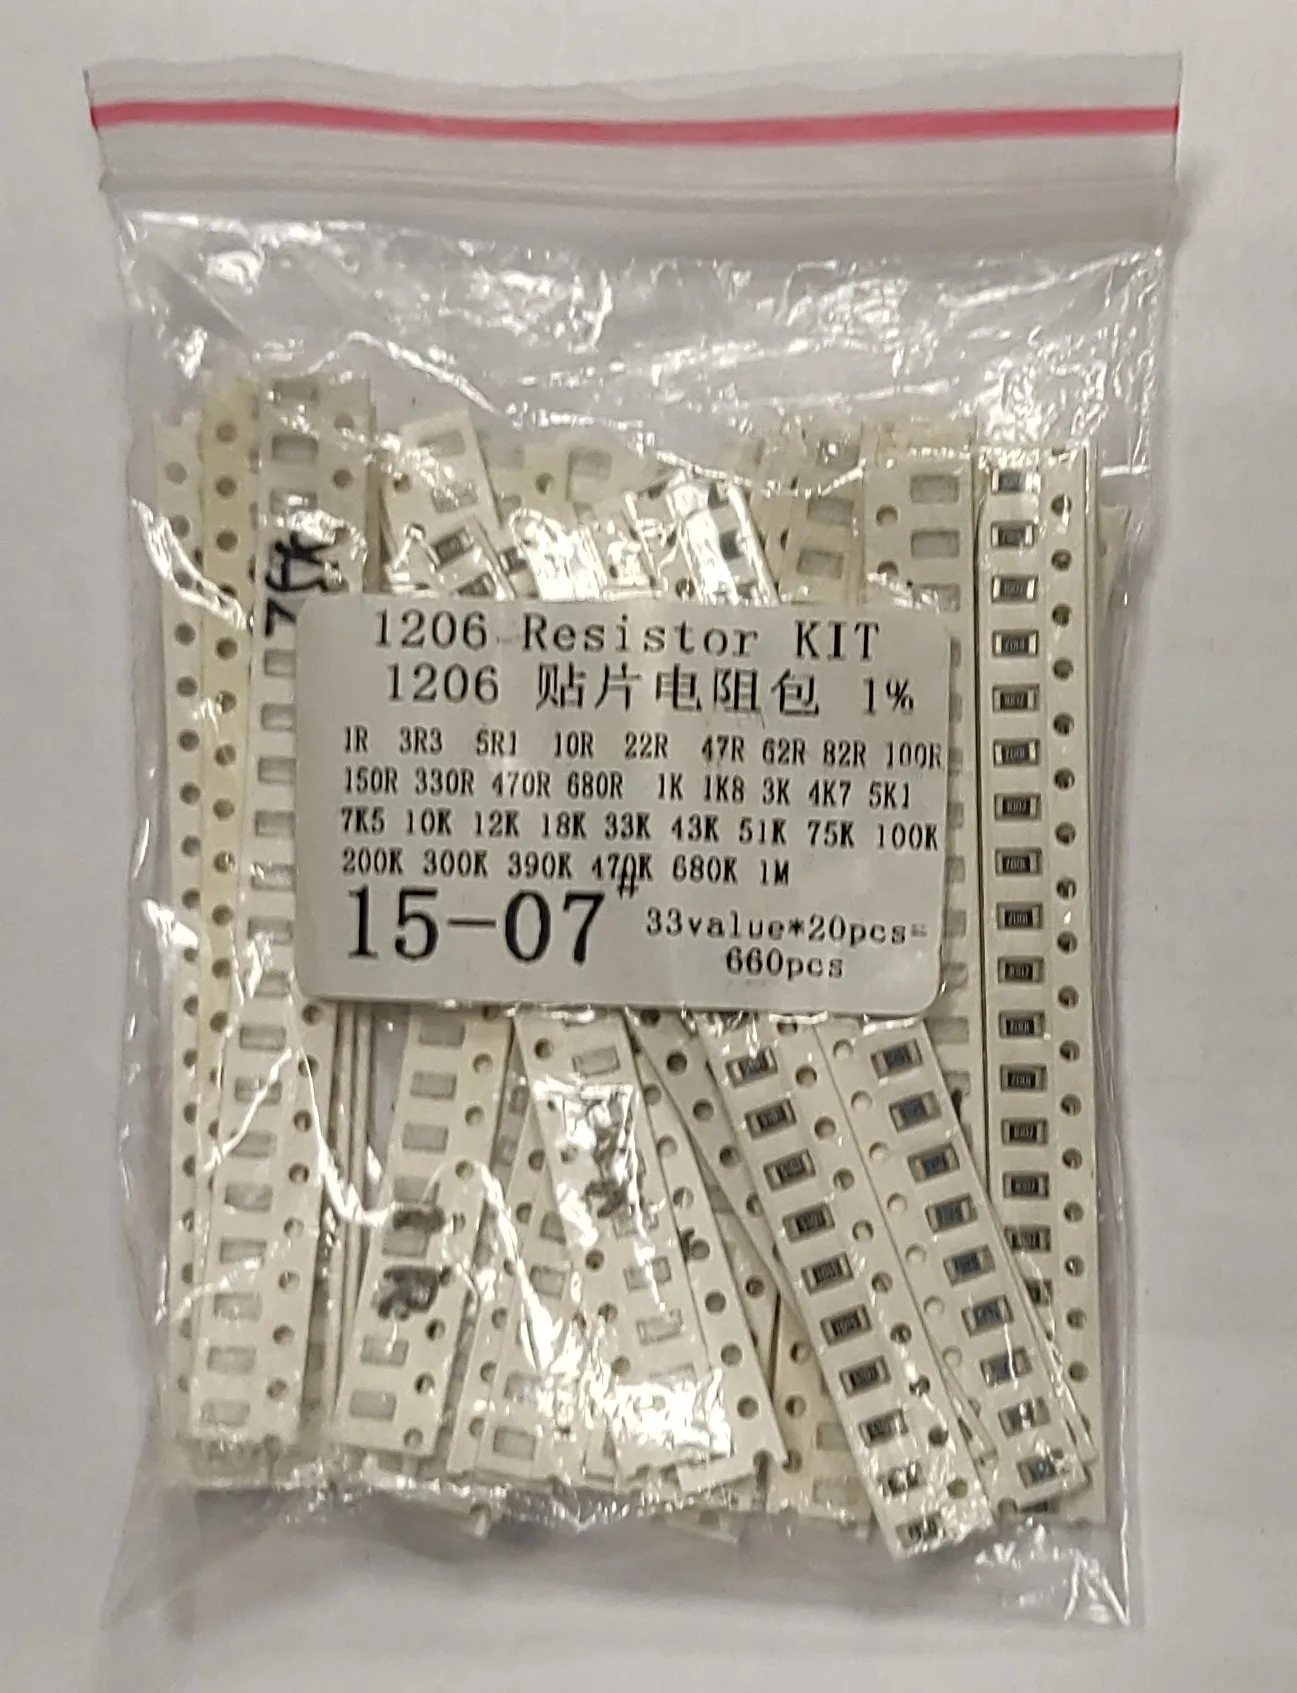 1206 Resistor KIT
1206 贴片电阻包 1%
1R 3R3 5R1 10R 22R 47R 62R 82R 100R
150R 330R 470R 680R 1K 1K8 3K 4K7 5K1
7K5 10K 12K 18K 33K 43K 51K 75K 100K
200K 300K 390K 470K 680K 1M
15-07# 33value*20pcs=
660pcs